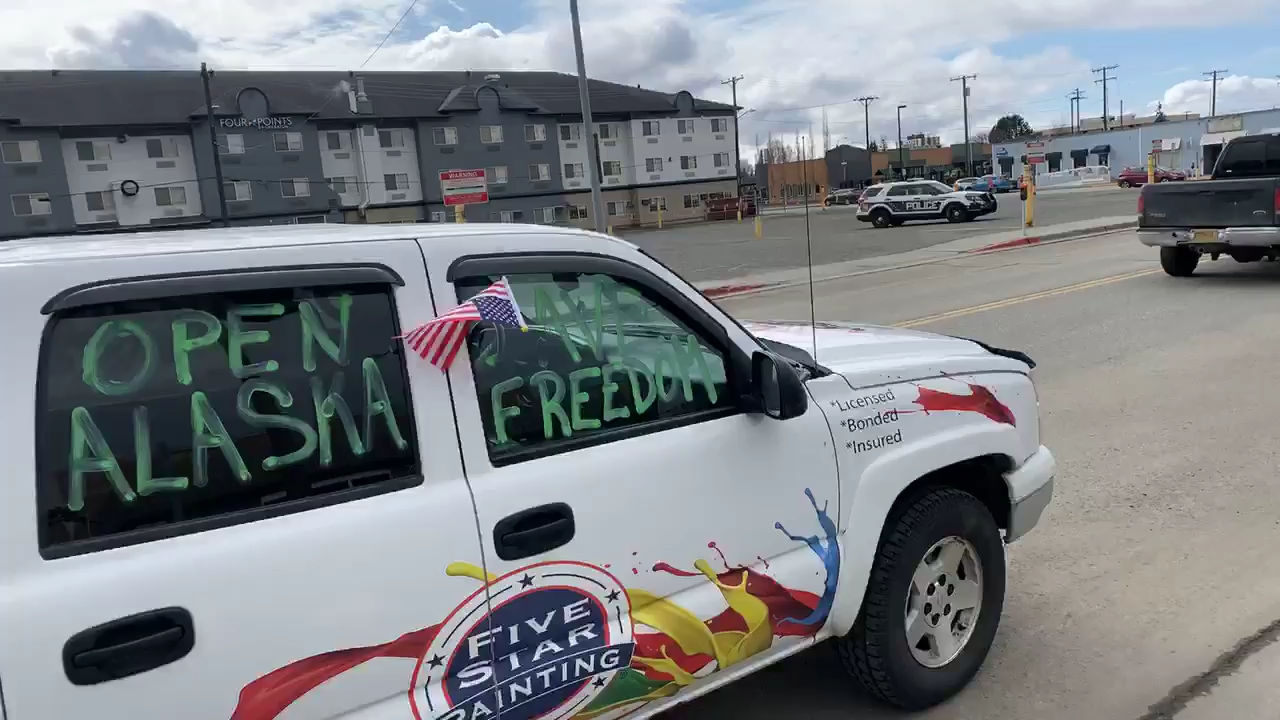 FOUR POINTS
WARNING
POLICE
OPEN
ALASKA
FREEDOM
*Licensed
*Bonded
*Insured
FIVE
STAR
PAINTING